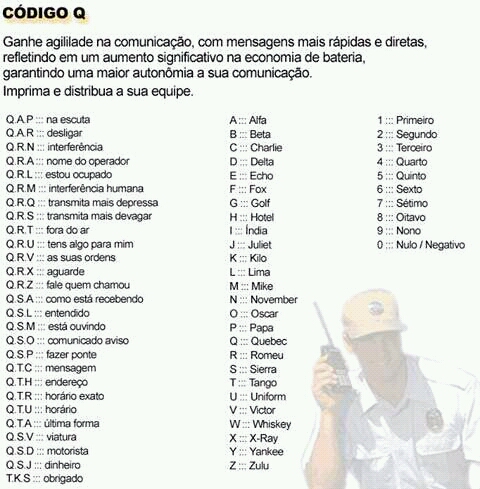 CÓDIGO Q
Ganhe agililade na comunicação, com mensagens mais rápidas e diretas,
refletindo em um aumento significativo na economia de bateria,
garantindo uma maior autonômia a sua comunicação.
Imprima e distribua a sua equipe.
Q.A.P ::: na escuta
Q.A.R ::: desligar
Q.R.N ::: interferência
Q.R.A ::: nome do operador
Q.R.L ::: estou ocupado
Q.R.M ::: interferência humana
Q.R.Q ::: transmita mais depressa
Q.R.S ::: transmita mais devagar
Q.R.T ::: fora do ar
Q.R.U ::: tens algo para mim
Q.R.V ::: as suas ordens
Q.R.X ::: aguarde
Q.R.Z ::: fale quem chamou
Q.S.A ::: como está recebendo
Q.S.L ::: entendido
Q.S.M ::: está ouvindo
Q.S.O ::: comunicado aviso
Q.S.P ::: fazer ponte
Q.T.C ::: mensagem
Q.T.H ::: endereço
Q.T.R ::: horário exato
Q.T.U ::: horário
Q.T.A ::: última forma
Q.S.V ::: viatura
Q.S.D ::: motorista
Q.S.J ::: dinheiro
T.K.S ::: obrigado
A ::: Alfa
B ::: Beta
C ::: Charlie
D ::: Delta
E ::: Echo
F ::: Fox
G ::: Golf
H ::: Hotel
I ::: Índia
J ::: Juliet
K ::: Kilo
L ::: Lima
M ::: Mike
N ::: November
O ::: Oscar
P ::: Papa
Q ::: Quebec
R ::: Romeu
S ::: Sierra
T ::: Tango
U ::: Uniform
V ::: Victor
W ::: Whiskey
X ::: X-Ray
Y ::: Yankee
Z ::: Zulu
1 ::: Primeiro
2 ::: Segundo
3 ::: Terceiro
4 ::: Quarto
5 ::: Quinto
6 ::: Sexto
7 ::: Sétimo
8 ::: Oitavo
9 ::: Nono
0 ::: Nulo / Negativo